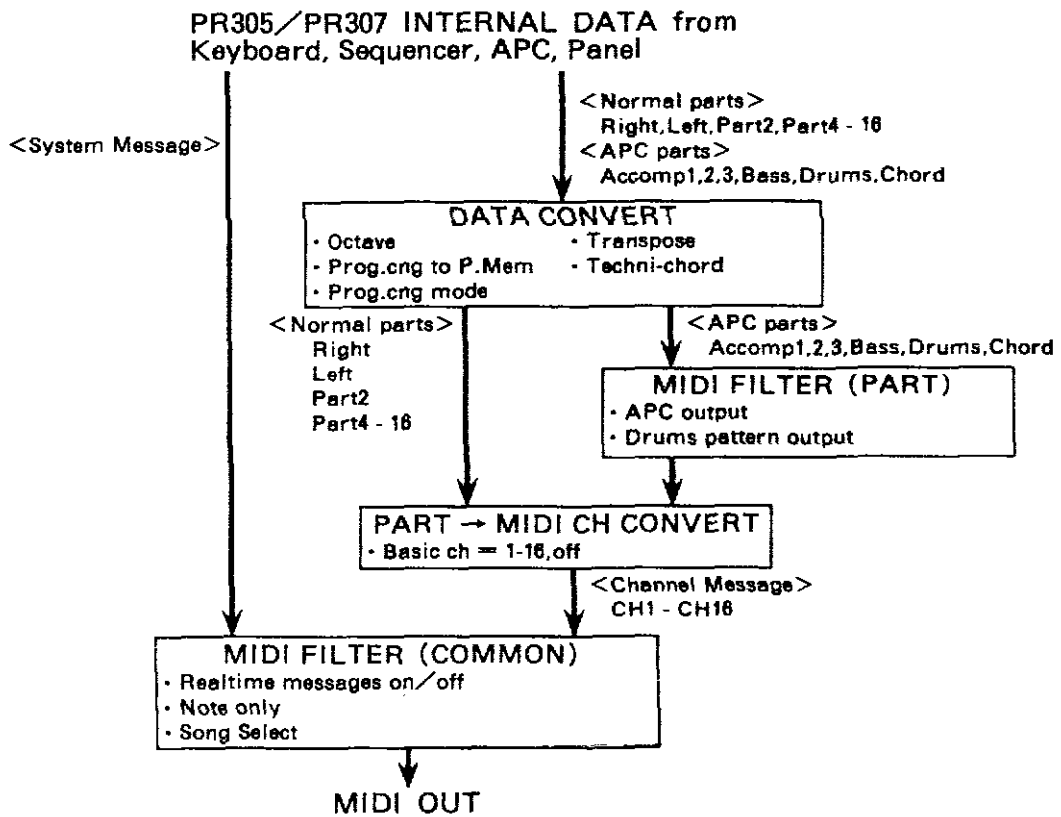 PR305/PR307 INTERNAL DATA from
Keyboard, Sequencer, APC, Panel
<System Message>
<Normal parts>
Right,Left,Part2,Part4 - 16
<APC parts>
Accomp1,2,3,Bass,Drums,Chord
DATA CONVERT
· Octave
· Transpose
· Prog.cng to P.Mem
· Techni-chord
· Prog.cng mode
<Normal parts>
Right
Left
Part2
Part4 - 16
<APC parts>
Accomp1,2,3,Bass,Drums,Chord
MIDI FILTER (PART)
· APC output
· Drums pattern output
PART → MIDI CH CONVERT
· Basic ch = 1-16,off
<Channel Message>
CH1 - CH16
MIDI FILTER (COMMON)
· Realtime messages on/off
· Note only
· Song Select
MIDI OUT